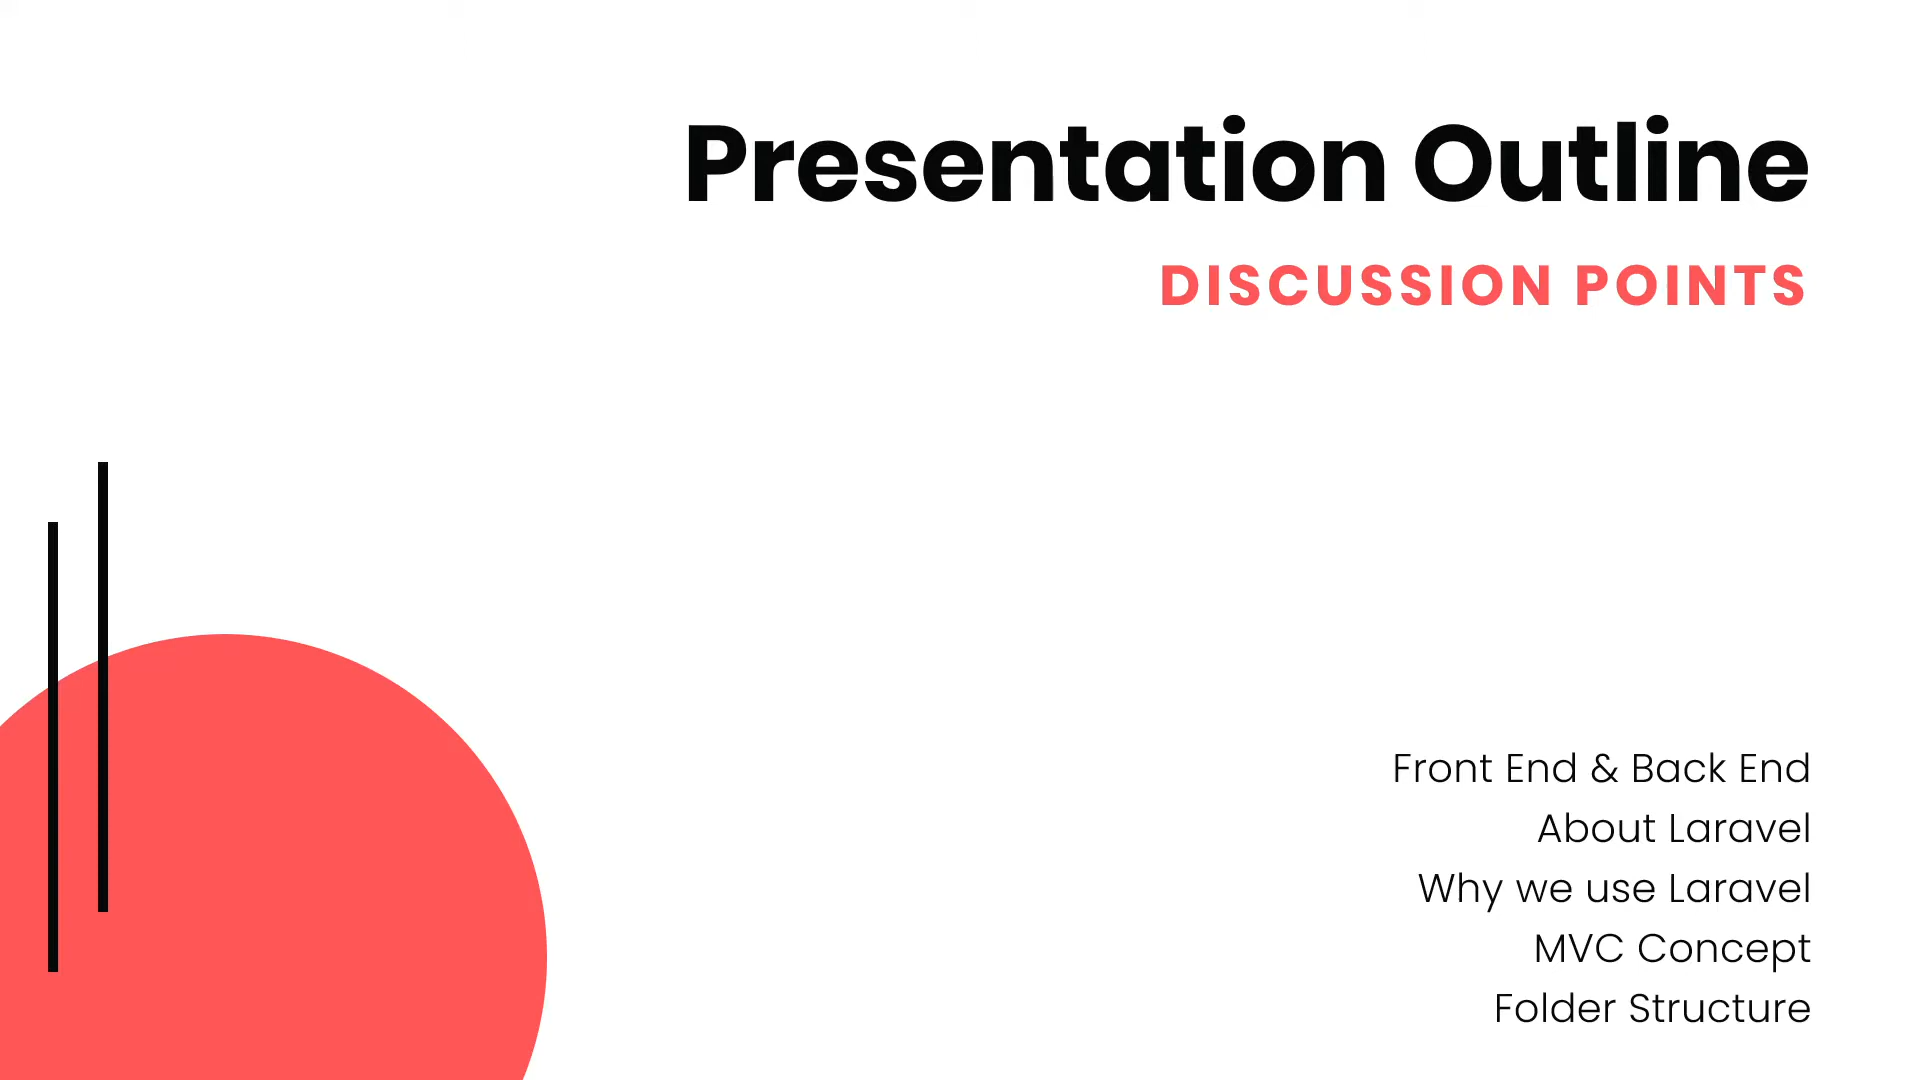 Presentation Outline
DISCUSSION POINTS
Front End & Back End
About Laravel
Why we use Laravel
MVC Concept
Folder Structure